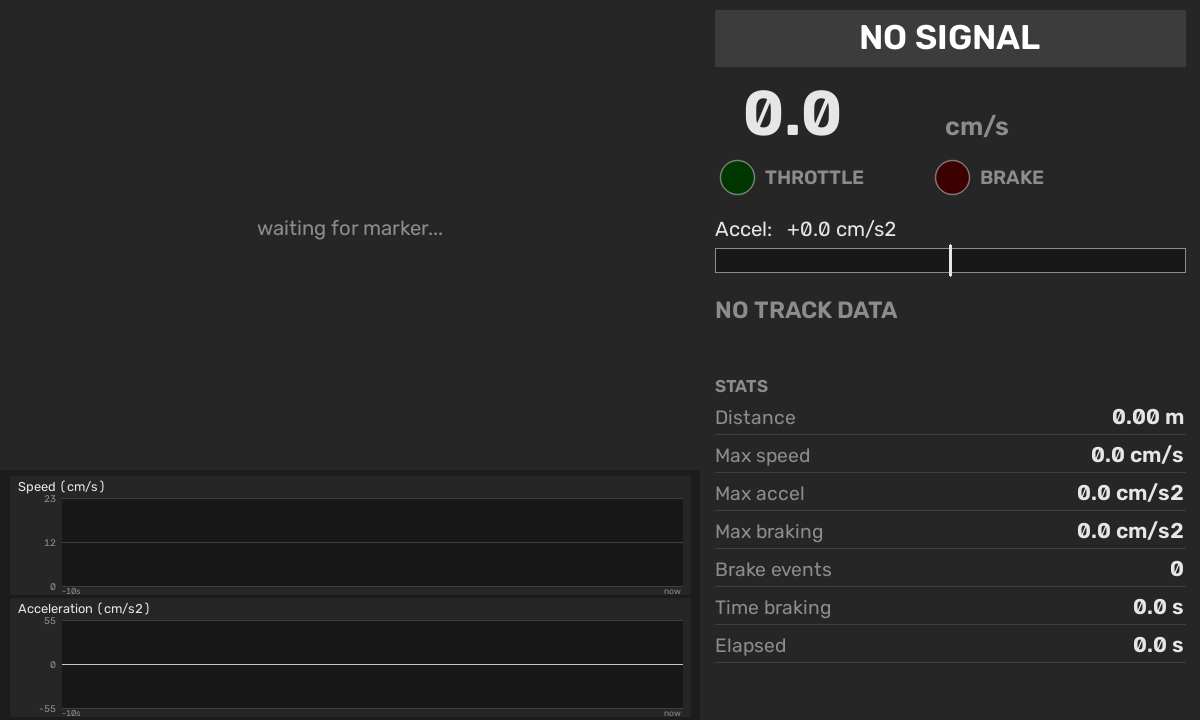 waiting for marker...
Speed (cm/s)
23
12
0
-10s now
Acceleration (cm/s2)
55
0
-55
-10s now
NO SIGNAL
0.0 cm/s
THROTTLE BRAKE
Accel: +0.0 cm/s2
NO TRACK DATA
STATS
Distance 0.00 m
Max speed 0.0 cm/s
Max accel 0.0 cm/s2
Max braking 0.0 cm/s2
Brake events 0
Time braking 0.0 s
Elapsed 0.0 s